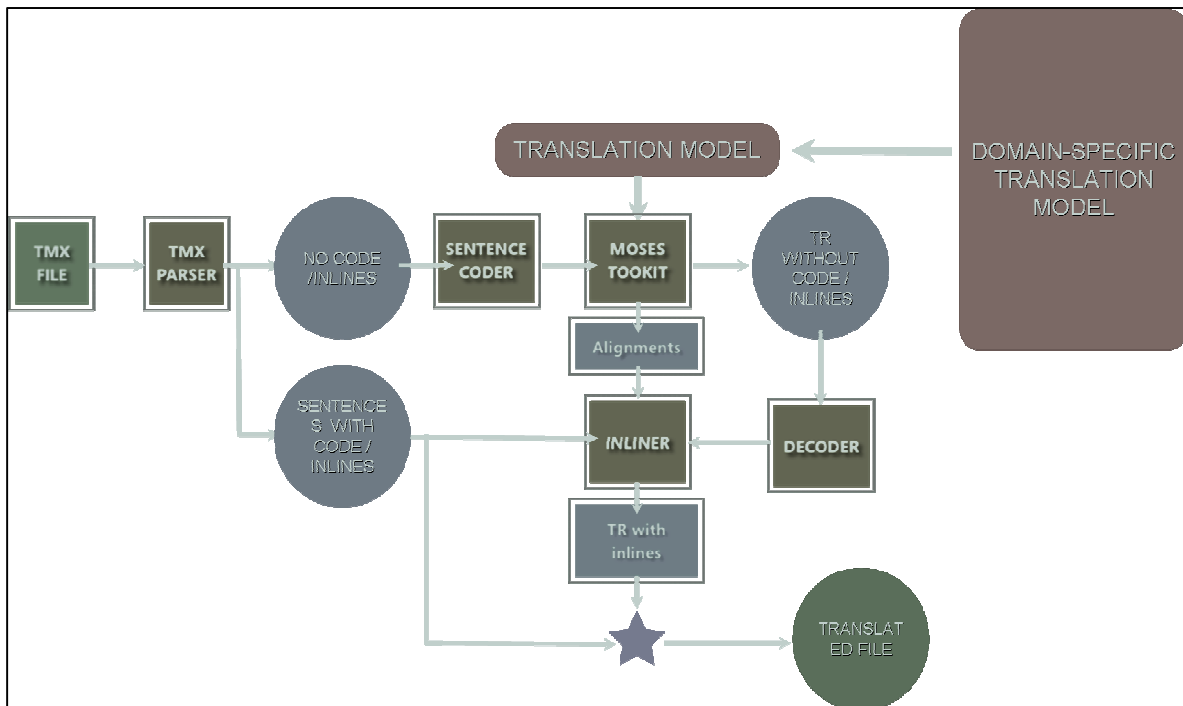 TRANSLATION MODEL
DOMAIN-SPECIFIC
TRANSLATION
MODEL
TMX
FILE
TMX
PARSER
NO CODE
/INLINES
SENTENCE
CODER
MOSES
TOOKIT
TR
WITHOUT
CODE /
INLINES
Alignments
SENTENCE
S WITH
CODE /
INLINES
INLINER
DECODER
TR with
inlines
TRANSLAT
ED FILE